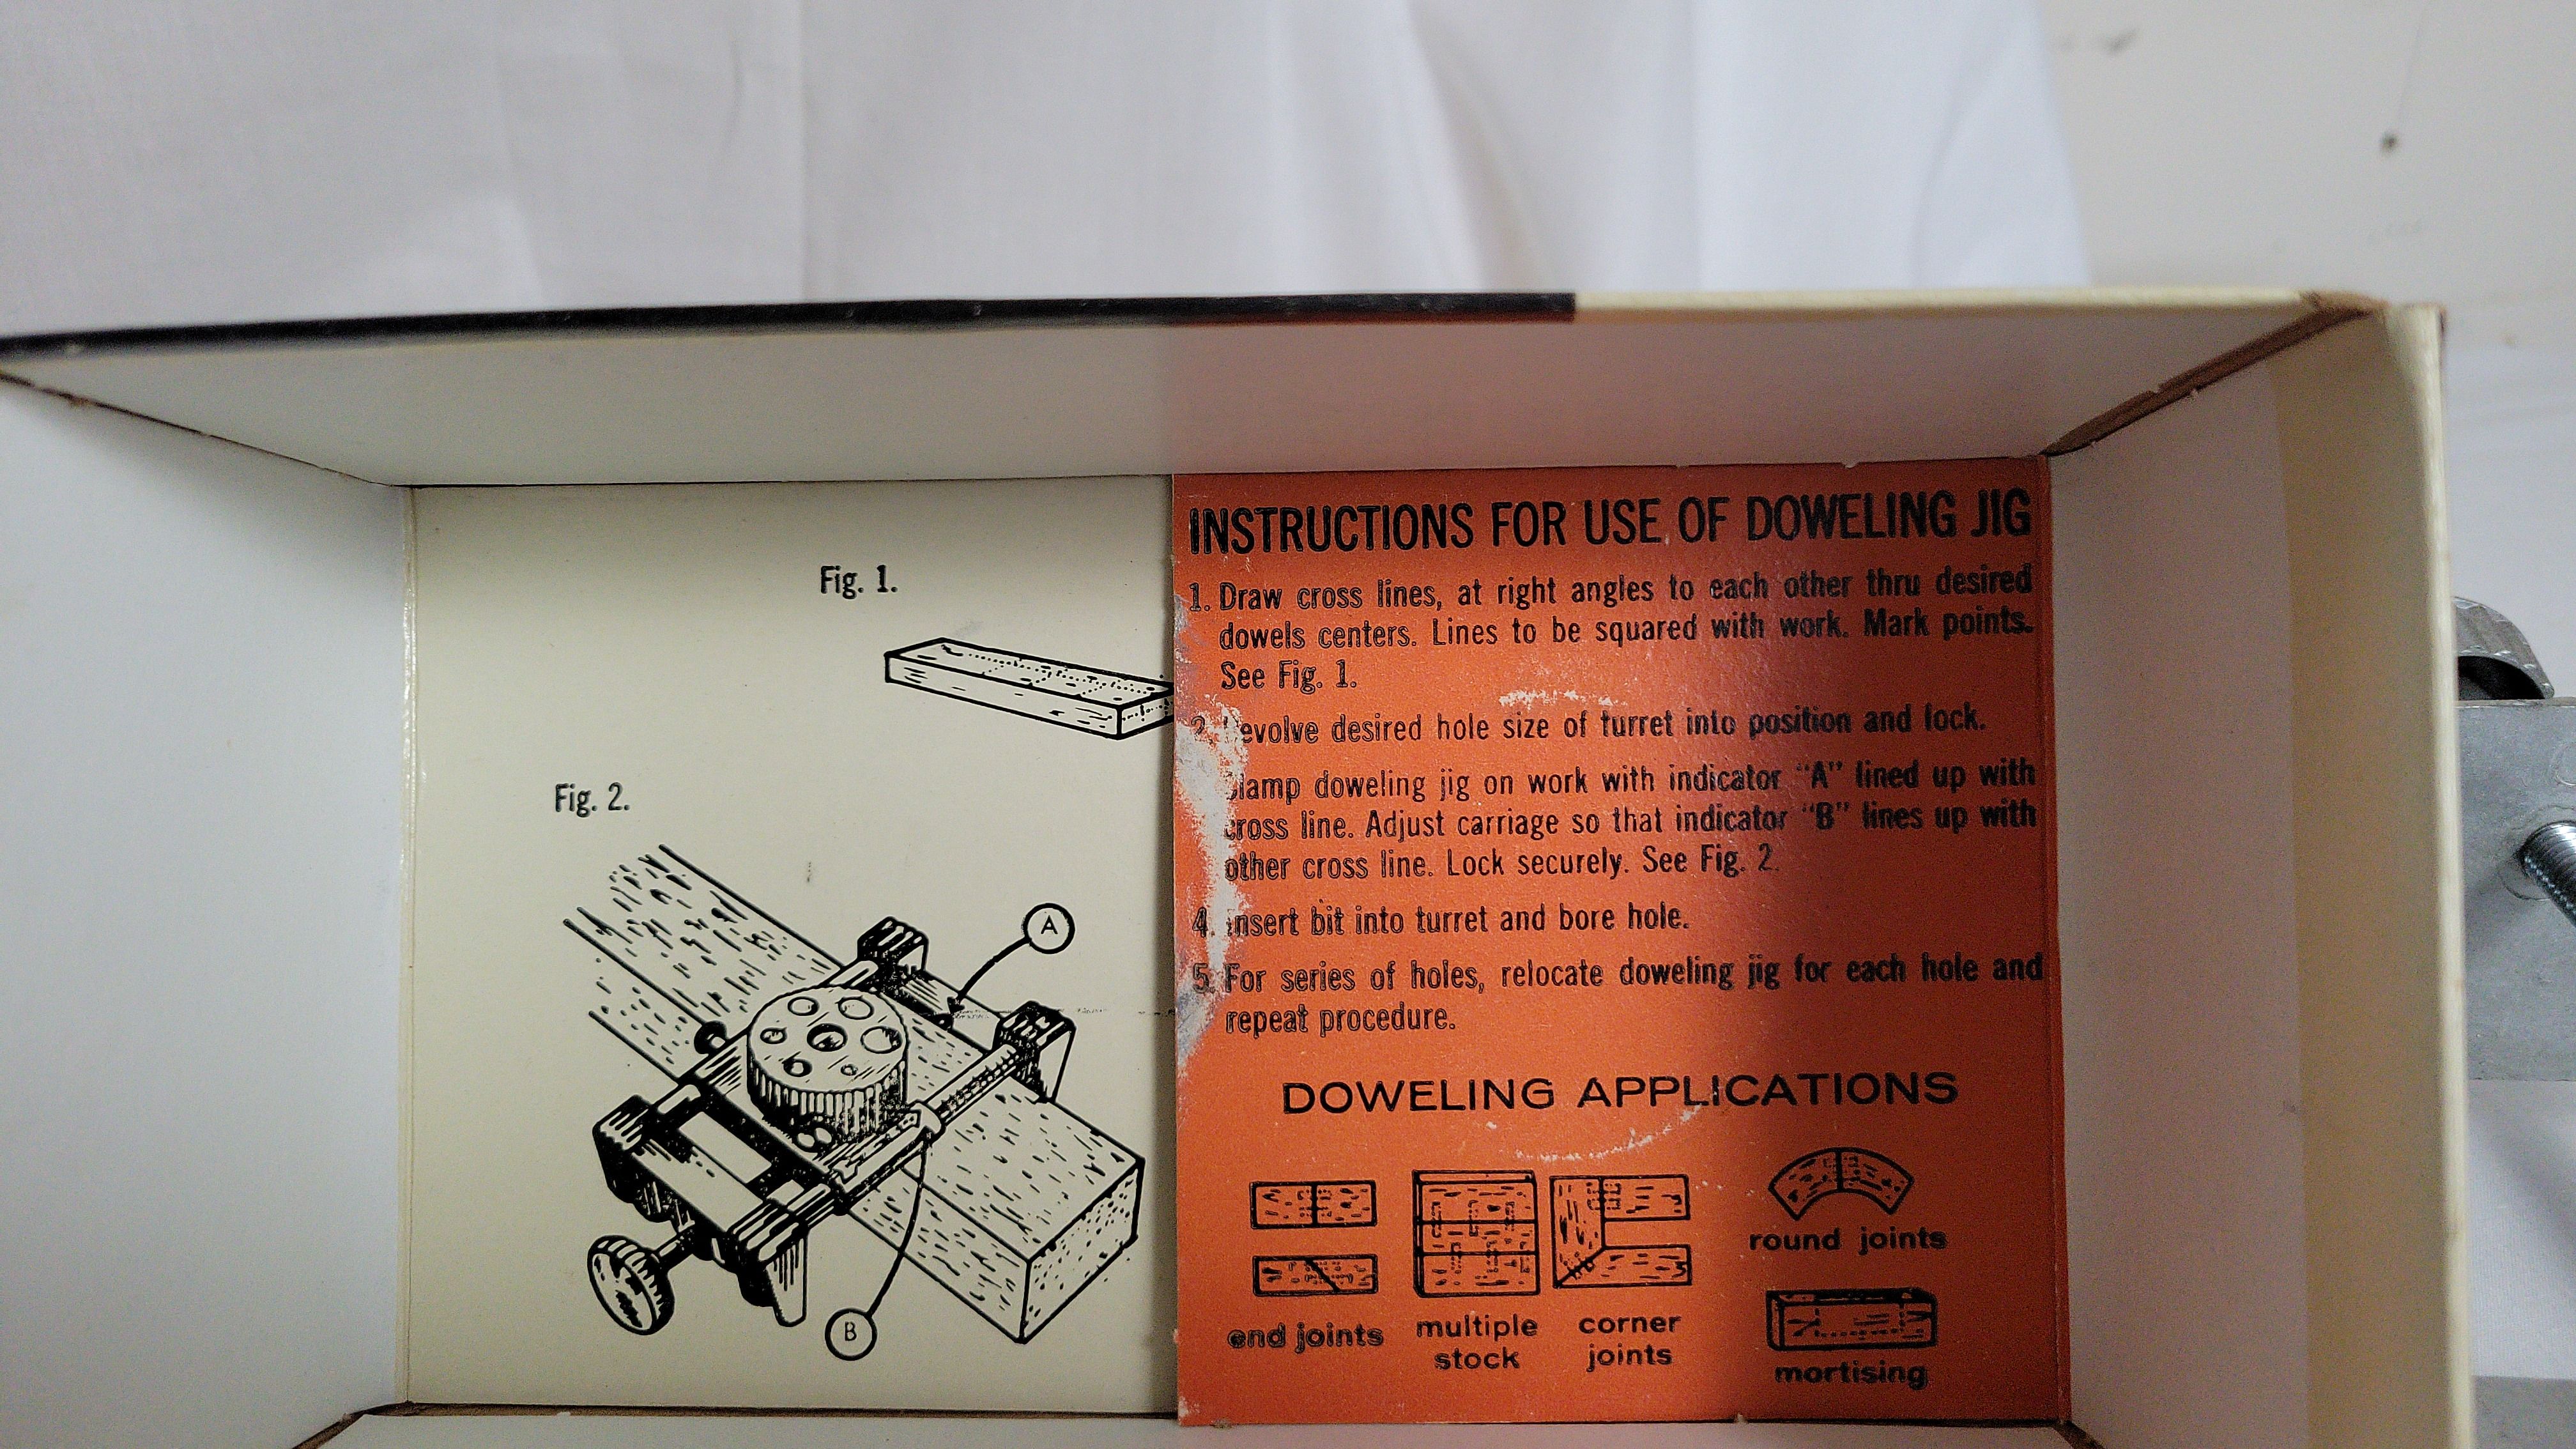 Fig. 1.
Fig. 2.
A
B
INSTRUCTIONS FOR USE OF DOWELING JIG
1. Draw cross lines, at right angles to each other thru desired
dowels centers. Lines to be squared with work. Mark points.
See Fig. 1.
2. evolve desired hole size of turret into position and lock.
lamp doweling jig on work with indicator "A" lined up with
cross line. Adjust carriage so that indicator "B" lines up with
other cross line. Lock securely. See Fig. 2.
4. insert bit into turret and bore hole.
5. For series of holes, relocate doweling jig for each hole and
repeat procedure.
DOWELING APPLICATIONS
end joints
multiple
stock
corner
joints
round joints
mortising